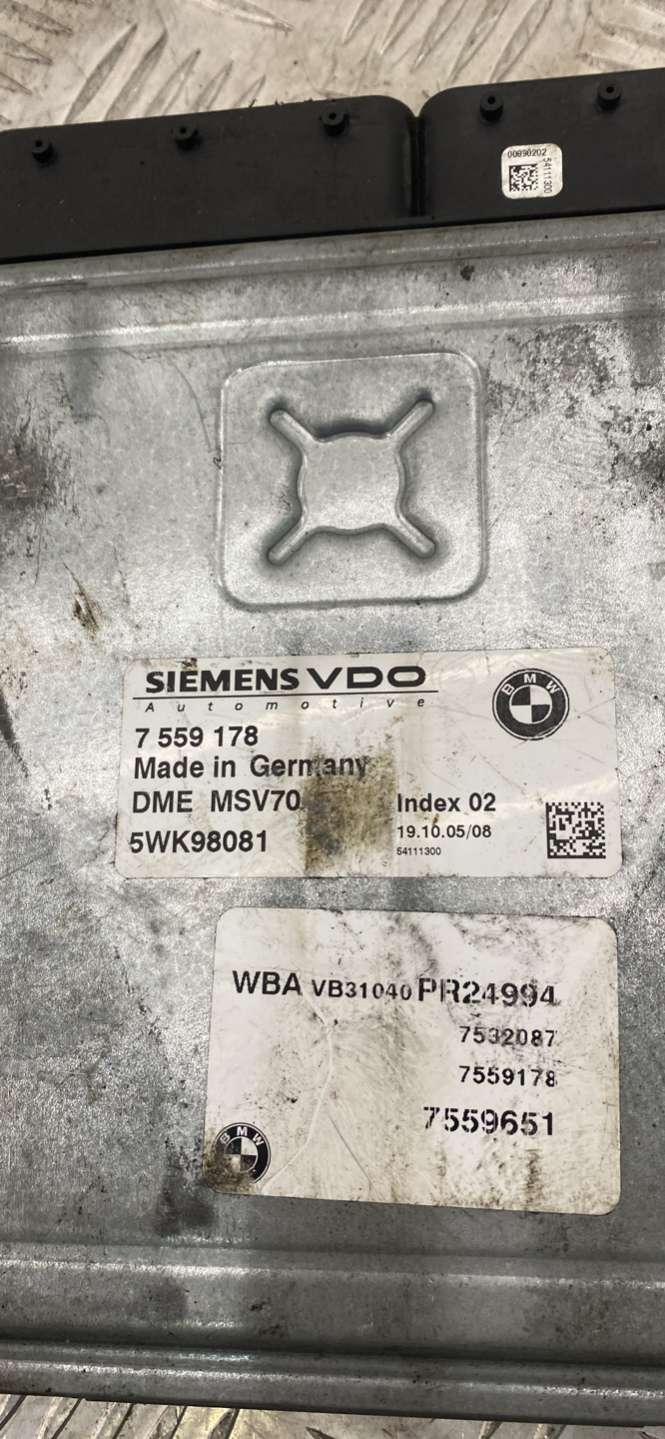 00890202
54111300
SIEMENS VDO
Automotive
BMW
7 559 178
Made in Germany
DME MSV70
Index 02
5WK98081
19.10.05/08
54111300
WBA VB31040 PR24994
7532087
7559178
7559651
BMW